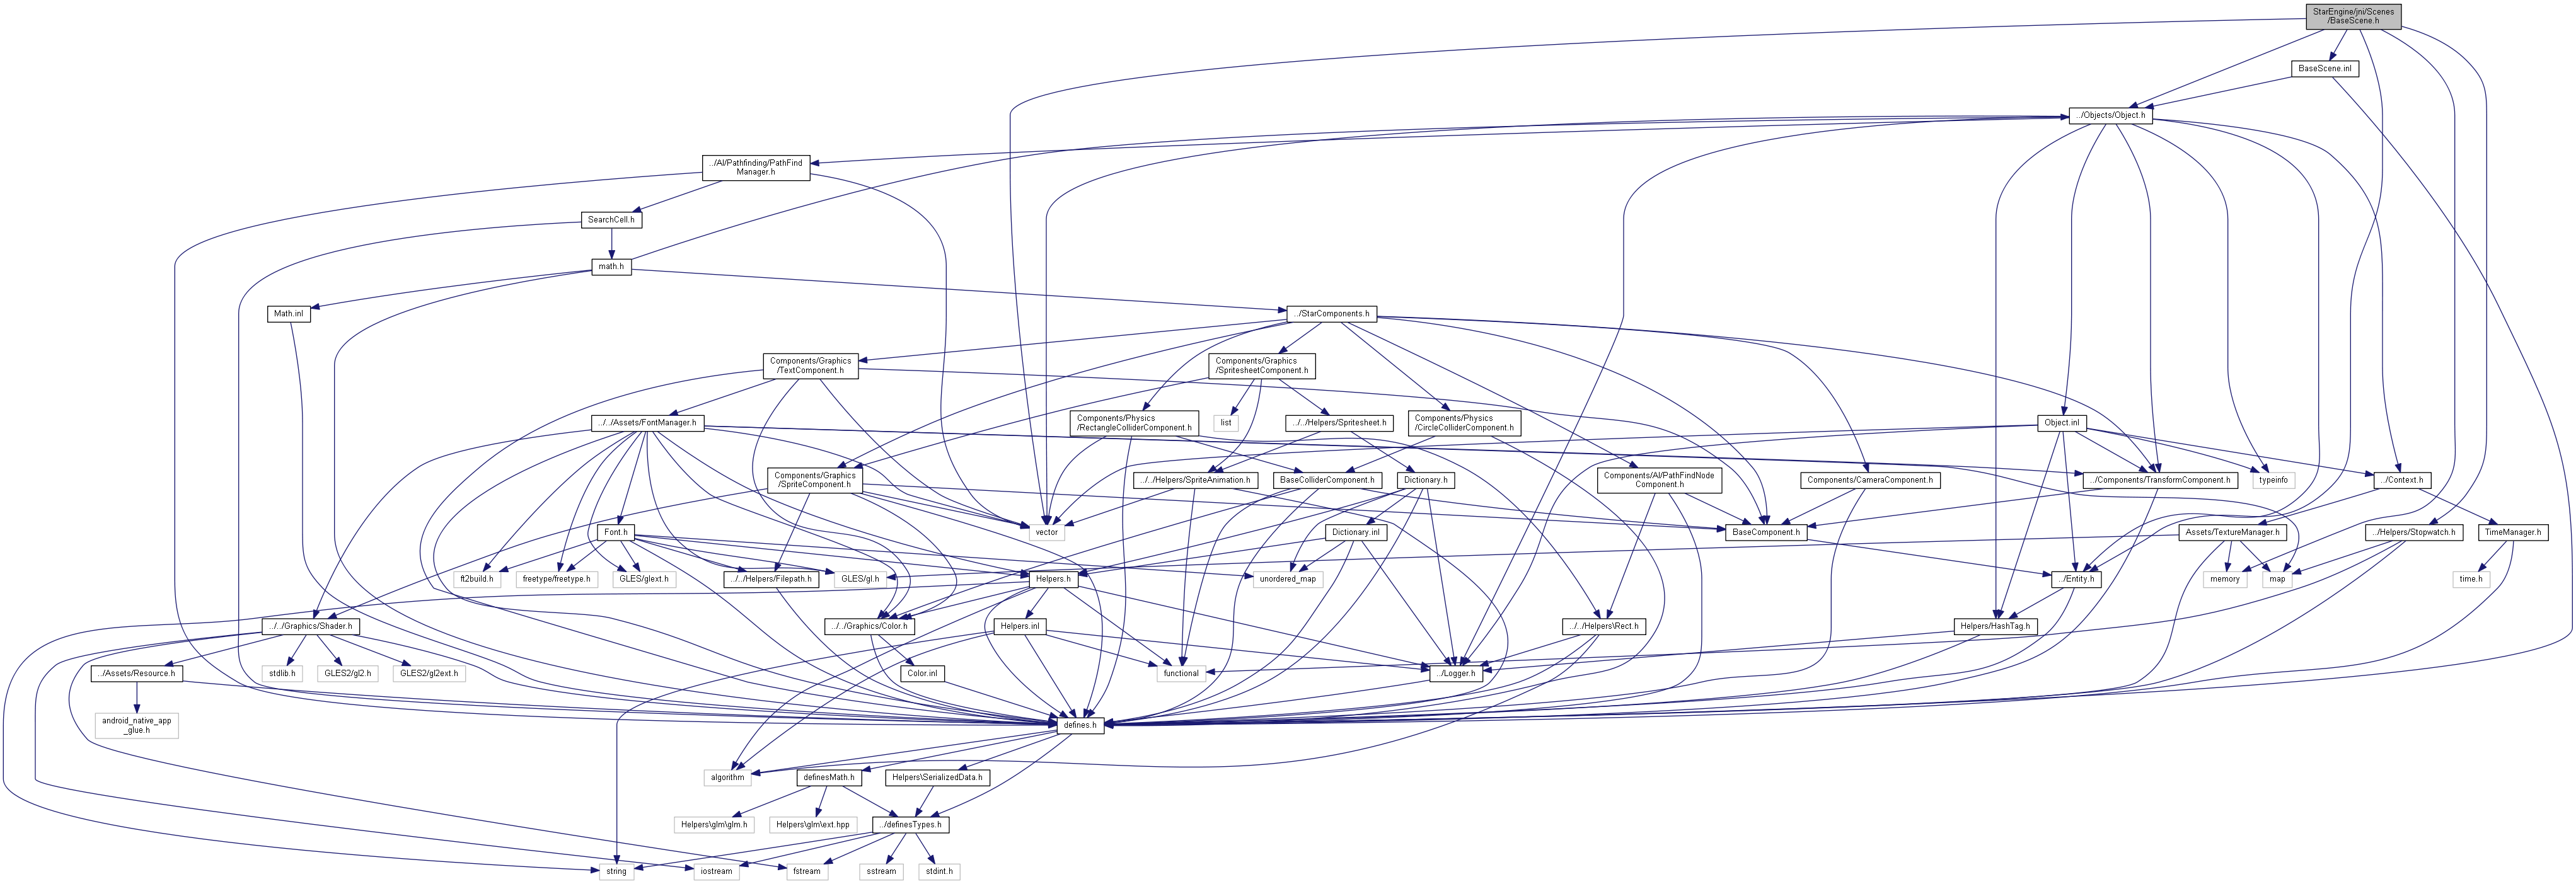 StarEngine/jni/Scenes
/BaseScene.h
BaseScene.inl
../Objects/Object.h
../AI/Pathfinding/PathFind
Manager.h
SearchCell.h
math.h
Math.inl
../StarComponents.h
Components/Graphics
/TextComponent.h
Components/Graphics
/SpritesheetComponent.h
../../Assets/FontManager.h
Components/Physics
/RectangleColliderComponent.h
list
../../Helpers/Spritesheet.h
Components/Physics
/CircleColliderComponent.h
Object.inl
Components/Graphics
/SpriteComponent.h
../../Helpers/SpriteAnimation.h
BaseColliderComponent.h
Dictionary.h
Components/AI/PathFindNode
Component.h
Components/CameraComponent.h
../Components/TransformComponent.h
typeinfo
../Context.h
Font.h
vector
Dictionary.inl
BaseComponent.h
Assets/TextureManager.h
../Helpers/Stopwatch.h
TimeManager.h
ft2build.h
freetype/freetype.h
GLES/glext.h
../../Helpers/Filepath.h
GLES/gl.h
Helpers.h
unordered_map
../Entity.h
memory
map
time.h
../../Graphics/Shader.h
../../Graphics/Color.h
Helpers.inl
../../Helpers\Rect.h
Helpers/HashTag.h
../Assets/Resource.h
stdlib.h
GLES2/gl2.h
GLES2/gl2ext.h
Color.inl
functional
../Logger.h
android_native_app
_glue.h
defines.h
algorithm
definesMath.h
Helpers\SerializedData.h
Helpers\glm\glm.h
Helpers\glm\ext.hpp
../definesTypes.h
string
iostream
fstream
sstream
stdint.h